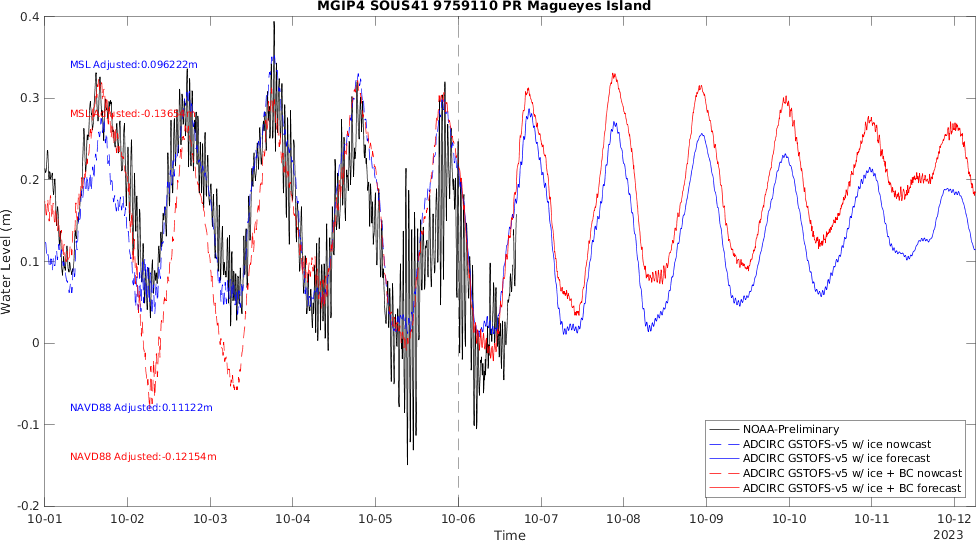 MGIP4 SOUS41 9759110 PR Magueyes Island
0.4
0.3
0.2
0.1
0
-0.1
-0.2
Water Level (m)
MSL Adjusted:0.096222m
MSL Adjusted:-0.1365
NAVD88 Adjusted:0.11122m
NAVD88 Adjusted:-0.12154m
NOAA-Preliminary
ADCIRC GSTOFS-v5 w/ ice nowcast
ADCIRC GSTOFS-v5 w/ ice forecast
ADCIRC GSTOFS-v5 w/ ice + BC nowcast
ADCIRC GSTOFS-v5 w/ ice + BC forecast
10-01 10-02 10-03 10-04 10-05 10-06 10-07 10-08 10-09 10-10 10-11 10-12
2023
Time